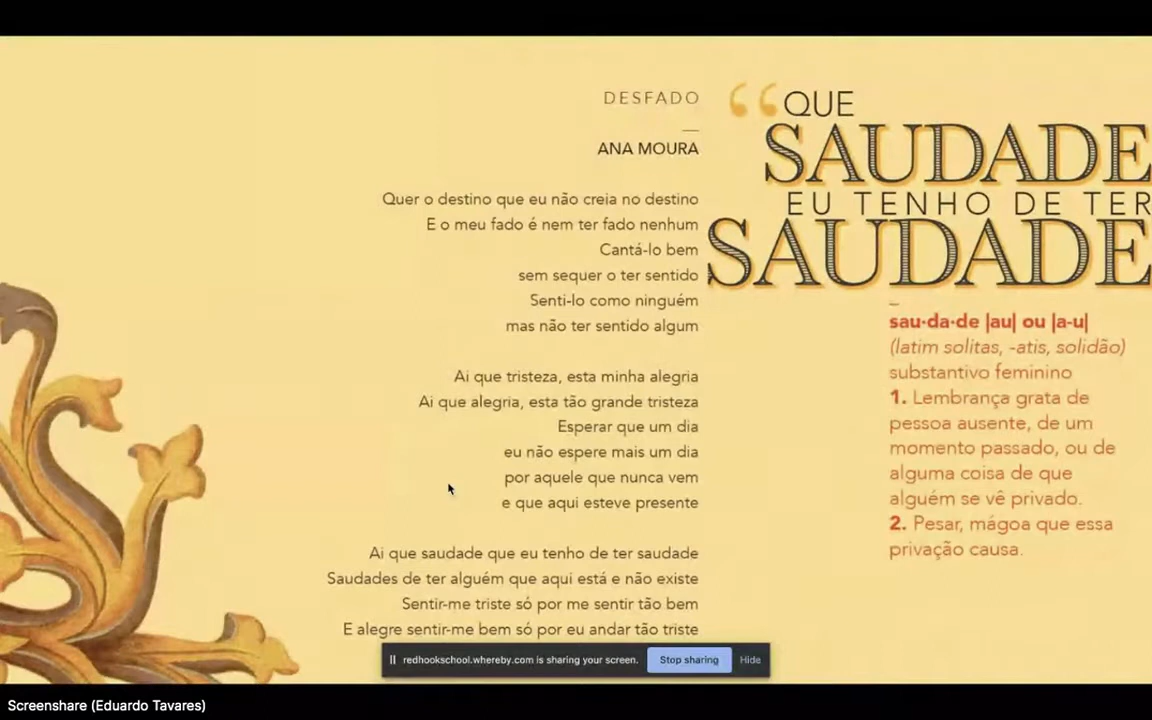 DESFADO
ANA MOURA
Quer o destino que eu não creia no destino
E o meu fado é nem ter fado nenhum
Cantá-lo bem
sem sequer o ter sentido
Senti-lo como ninguém
mas não ter sentido algum
Ai que tristeza, esta minha alegria
Ai que alegria, esta tão grande tristeza
Esperar que um dia
eu não espere mais um dia
por aquele que nunca vem
e que aqui esteve presente
Ai que saudade que eu tenho de ter saudade
Saudades de ter alguém que aqui está e não existe
Sentir-me triste só por me sentir tão bem
E alegre sentir-me bem só por eu andar tão triste
“QUE
SAUDADE
EU TENHO DE TER
SAUDADE
sau·da·de |au| ou |a-u|
(latim solitas, -atis, solidão)
substantivo feminino
1. Lembrança grata de
pessoa ausente, de um
momento passado, ou de
alguma coisa de que
alguém se vê privado.
2. Pesar, mágoa que essa
privação causa.
redhookschool.whereby.com is sharing your screen. Stop sharing Hide
Screenshare (Eduardo Tavares)